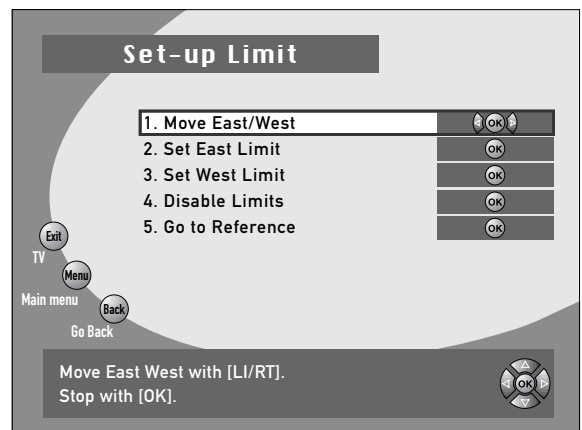 Set-up Limit
1. Move East/West OK
2. Set East Limit OK
3. Set West Limit OK
4. Disable Limits OK
5. Go to Reference OK
Exit
TV
Menu
Main menu
Back
Go Back
Move East West with [LI/RT].
Stop with [OK].
OK